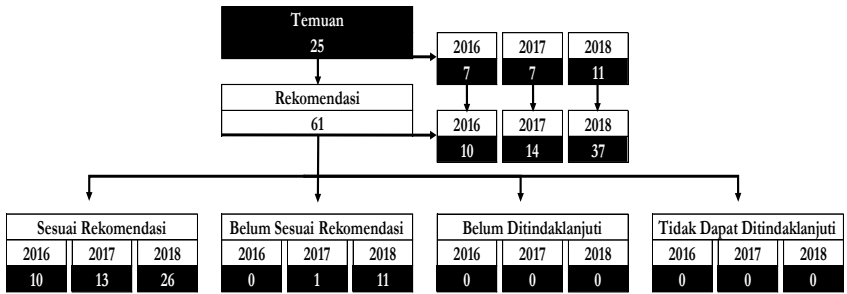 Temuan
25
2016 2017 2018
7 7 11
Rekomendasi
61
2016 2017 2018
10 14 37
Sesuai Rekomendasi Belum Sesuai Rekomendasi Belum Ditindaklanjuti Tidak Dapat Ditindaklanjuti
2016 2017 2018 2016 2017 2018 2016 2017 2018 2016 2017 2018
10 13 26 0 1 11 0 0 0 0 0 0